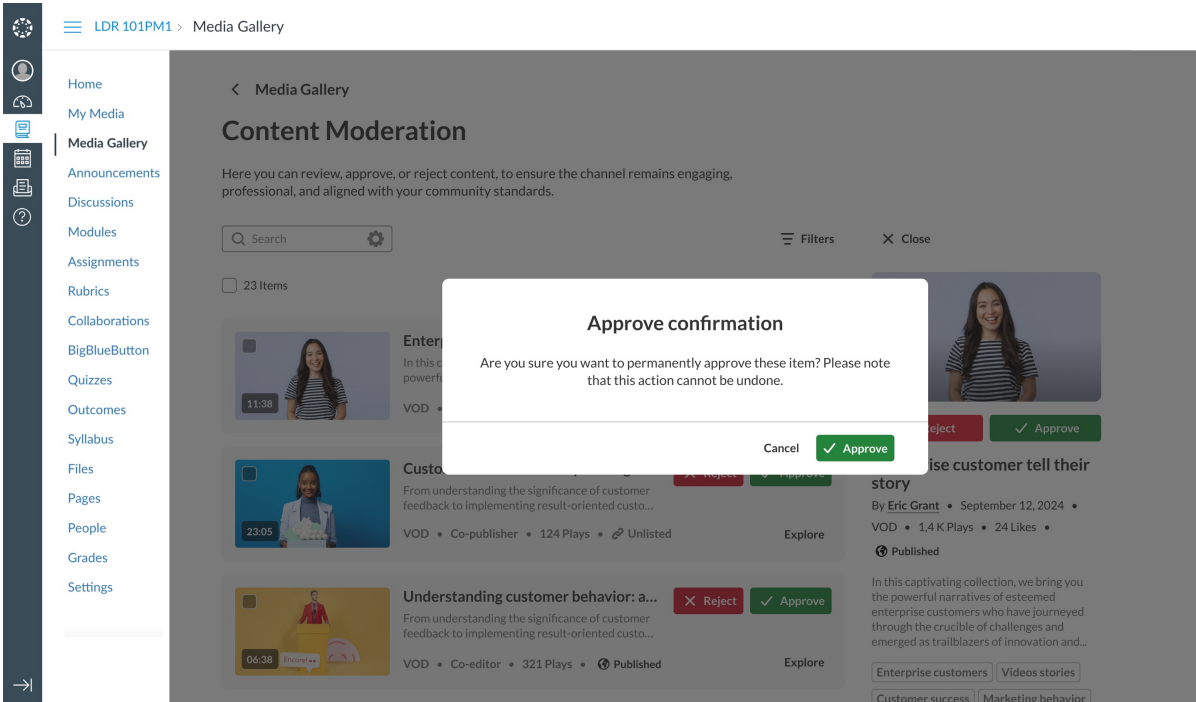 LDR 101PM1 > Media Gallery
Home
My Media
Media Gallery
Announcements
Discussions
Modules
Assignments
Rubrics
Collaborations
BigBlueButton
Quizzes
Outcomes
Syllabus
Files
Pages
People
Grades
Settings
Media Gallery
Content Moderation
Here you can review, approve, or reject content, to ensure the channel remains engaging,
professional, and aligned with your community standards.
Search
Filters
Close
23 Items
11:38
In this
VOD •
Approve confirmation
Are you sure you want to permanently approve these item? Please note
that this action cannot be undone.
Cancel
Approve
23:05
From understanding the significance of customer
feedback to implementing result-oriented custo...
VOD • Co-publisher • 124 Plays • Unlisted
Explore
Reject
Approve
06:38
Encore!
Understanding customer behavior: a...
Reject
Approve
From understanding the significance of customer
feedback to implementing result-oriented custo...
VOD • Co-editor • 321 Plays • Published
Explore
Reject
Approve
customer tell their
story
By Eric Grant • September 12, 2024 •
VOD • 1,4 K Plays • 24 Likes •
Published
In this captivating collection, we bring you
the powerful narratives of esteemed
enterprise customers who have journeyed
through the crucible of challenges and
emerged as trailblazers of innovation and...
Enterprise customers
Videos stories
Customer success
Marketing behavior